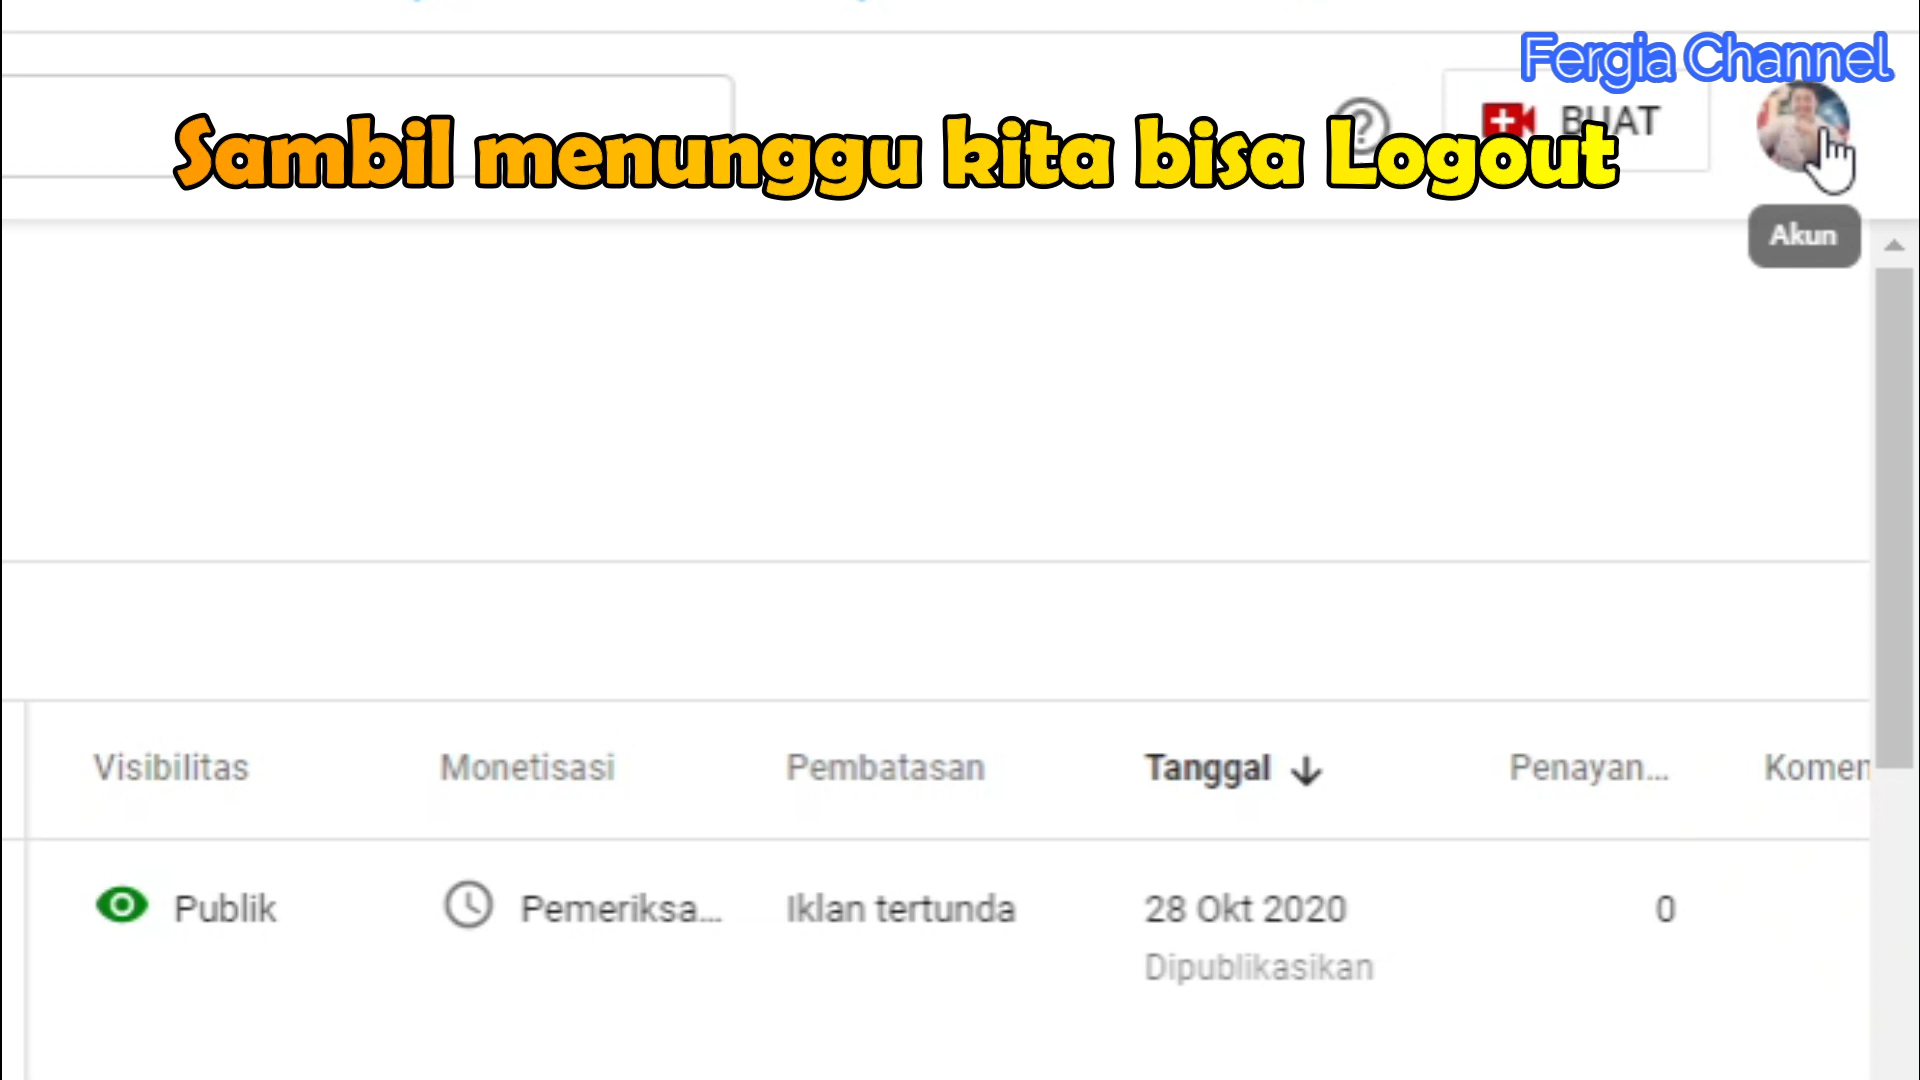 Fergia Channel
BUAT
Sambil menunggu kita bisa Logout
Akun
Visibilitas Monetisasi Pembatasan Tanggal Penayan... Komen
Publik Pemeriksa... Iklan tertunda 28 Okt 2020 0
Dipublikasikan